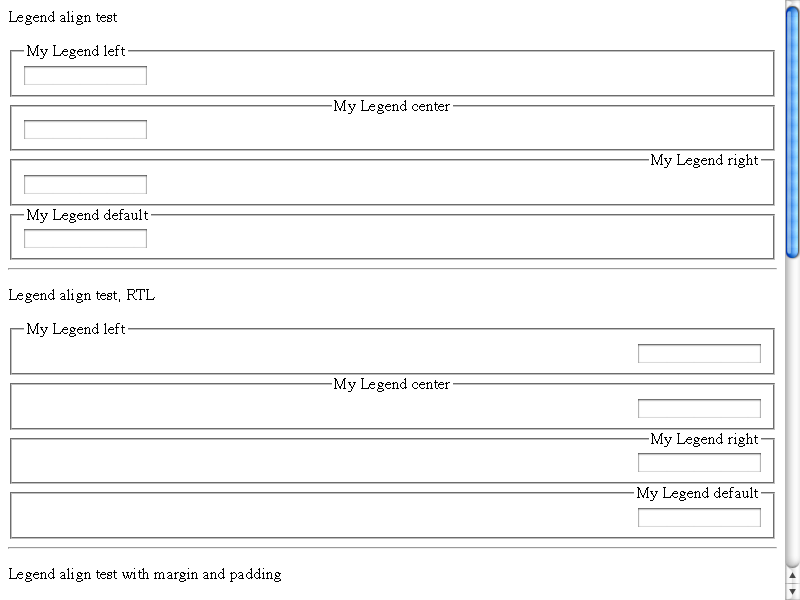 Legend align test
My Legend left
My Legend center
My Legend right
My Legend default
Legend align test, RTL
My Legend left
My Legend center
My Legend right
My Legend default
Legend align test with margin and padding